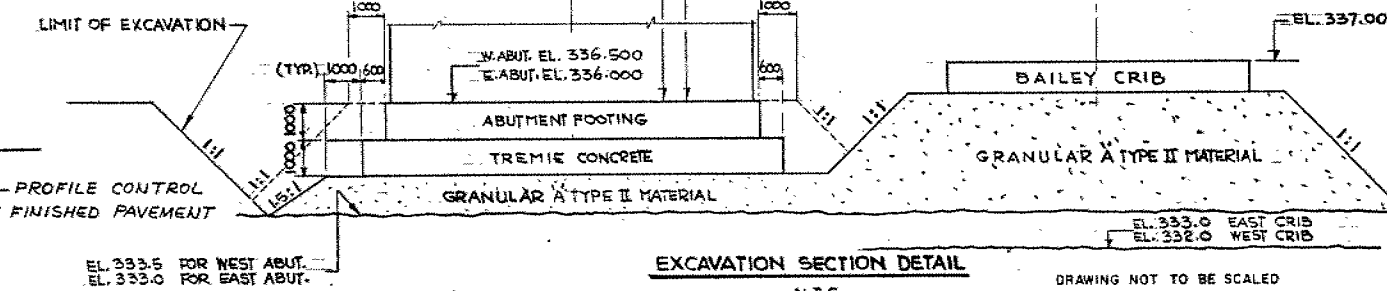 1000
1000
LIMIT OF EXCAVATION
EL. 337.00
W. ABUT. EL. 336.500
E. ABUT. EL. 336.000
(TYP.) 1000 600
600
BAILEY CRIB
1000
ABUTMENT FOOTING
1:1
1:1
1:1
1:1
1000
TREMIE CONCRETE
GRANULAR A TYPE II MATERIAL
1:1
1:1
PROFILE CONTROL
FINISHED PAVEMENT
1.5:1
GRANULAR A TYPE II MATERIAL
EL. 333.0 EAST CRIB
EL. 332.0 WEST CRIB
EL. 333.5 FOR WEST ABUT.
EL. 333.0 FOR EAST ABUT.
EXCAVATION SECTION DETAIL
DRAWING NOT TO BE SCALED